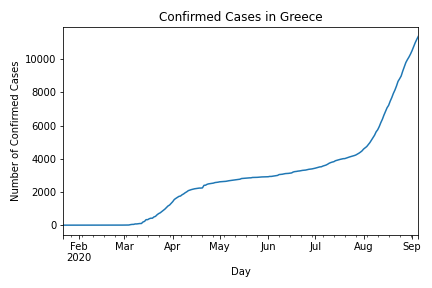 Confirmed Cases in Greece
Number of Confirmed Cases
10000
8000
6000
4000
2000
0
Feb Mar Apr May Jun Jul Aug Sep
2020
Day